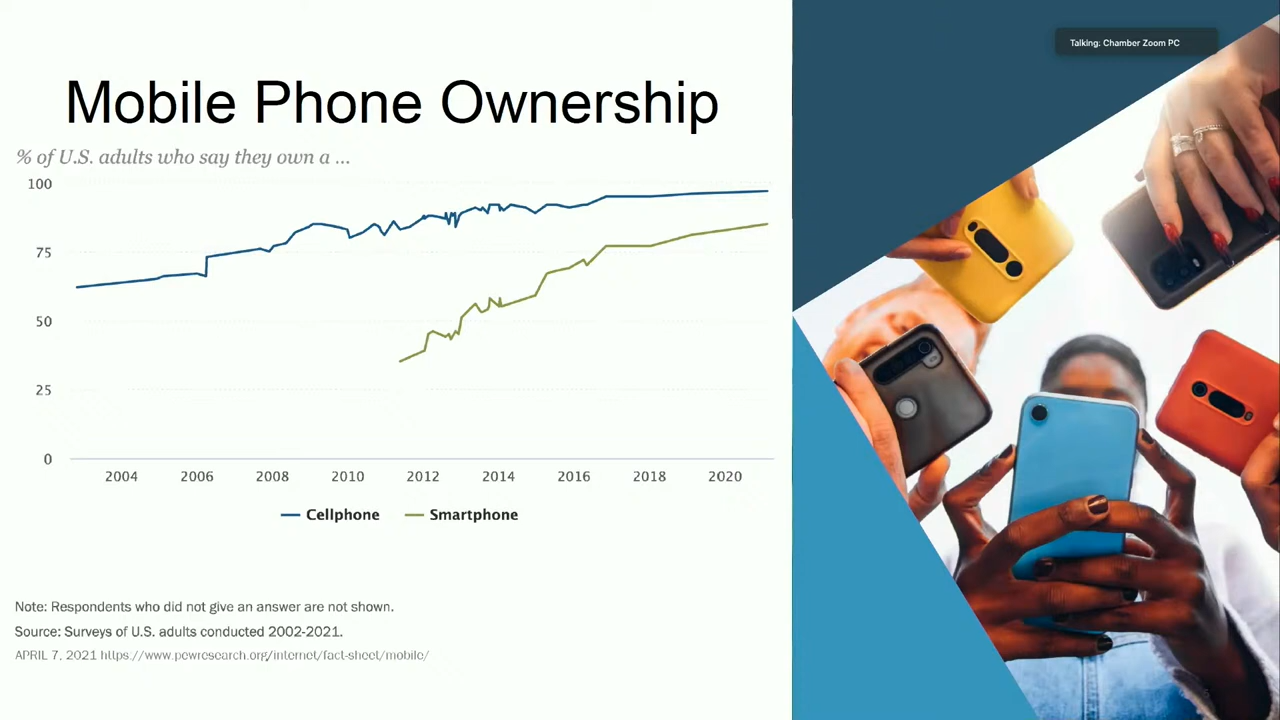 Talking: Chamber Zoom PC
Mobile Phone Ownership
% of U.S. adults who say they own a ...
100
75
50
25
0
2004 2006 2008 2010 2012 2014 2016 2018 2020
Cellphone Smartphone
Note: Respondents who did not give an answer are not shown.
Source: Surveys of U.S. adults conducted 2002-2021.
APRIL 7, 2021 https://www.pewresearch.org/internet/fact-sheet/mobile/